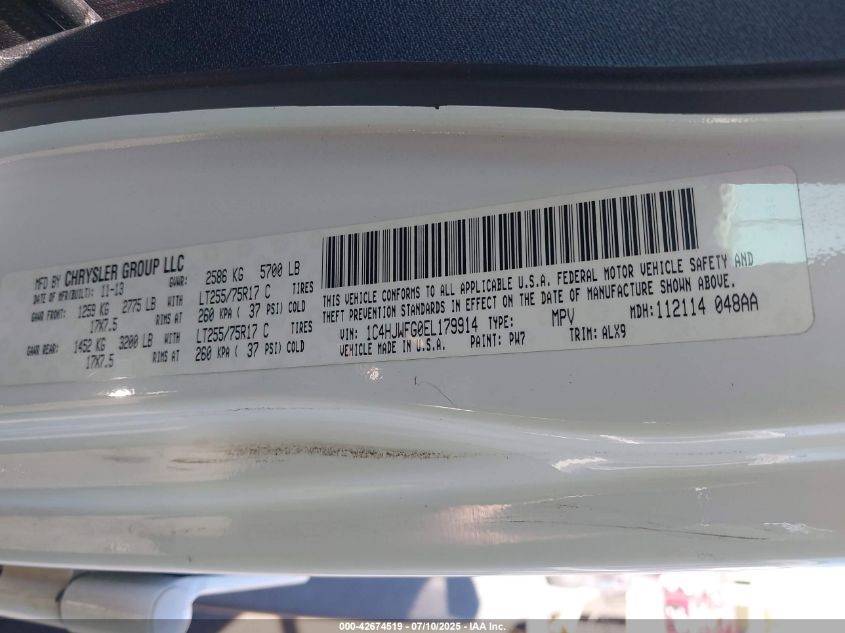 MFD BY CHRYSLER GROUP LLC
DATE OF MFR(BUILT): 11-13 GVWR: 2586 KG 5700 LB
GAWR FRONT: 1259 KG 2775 LB WITH LT255/75R17 C TIRES
17X7.5 RIMS AT 260 KPA ( 37 PSI) COLD
GAWR REAR: 1452 KG 3200 LB WITH LT255/75R17 C TIRES
17X7.5 RIMS AT 260 KPA ( 37 PSI) COLD
THIS VEHICLE CONFORMS TO ALL APPLICABLE U.S.A. FEDERAL MOTOR VEHICLE SAFETY AND
THEFT PREVENTION STANDARDS IN EFFECT ON THE DATE OF MANUFACTURE SHOWN ABOVE.
VIN: 1C4HJWFG0EL179914 TYPE: MPV MDH: 112114 048AA
VEHICLE MADE IN U.S.A. PAINT: PW7 TRIM: ALX9
000-42674519 - 07/10/2025 - IAA Inc.